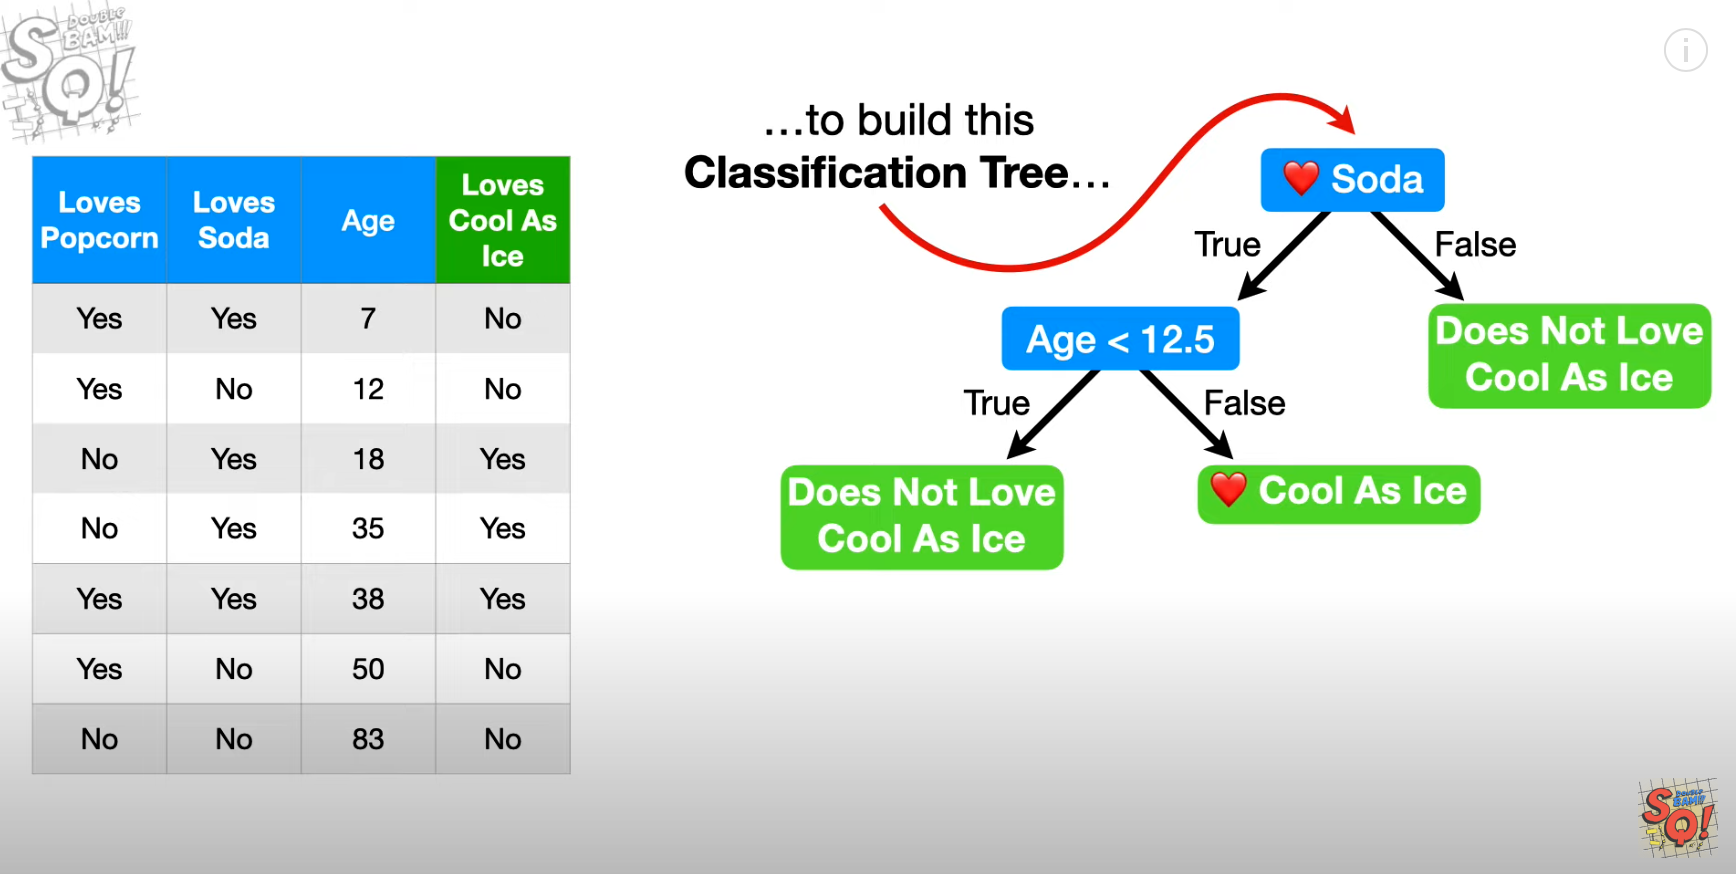 DOUBLE
BAM!!!
SQ!
…to build this
Classification Tree…
Loves Popcorn Loves Soda Age Loves Cool As Ice
Yes Yes 7 No
Yes No 12 No
No Yes 18 Yes
No Yes 35 Yes
Yes Yes 38 Yes
Yes No 50 No
No No 83 No
❤️ Soda
True False
Age < 12.5
Does Not Love
Cool As Ice
True False
Does Not Love
Cool As Ice
❤️ Cool As Ice
DOUBLE
BAM!!!
SQ!
i